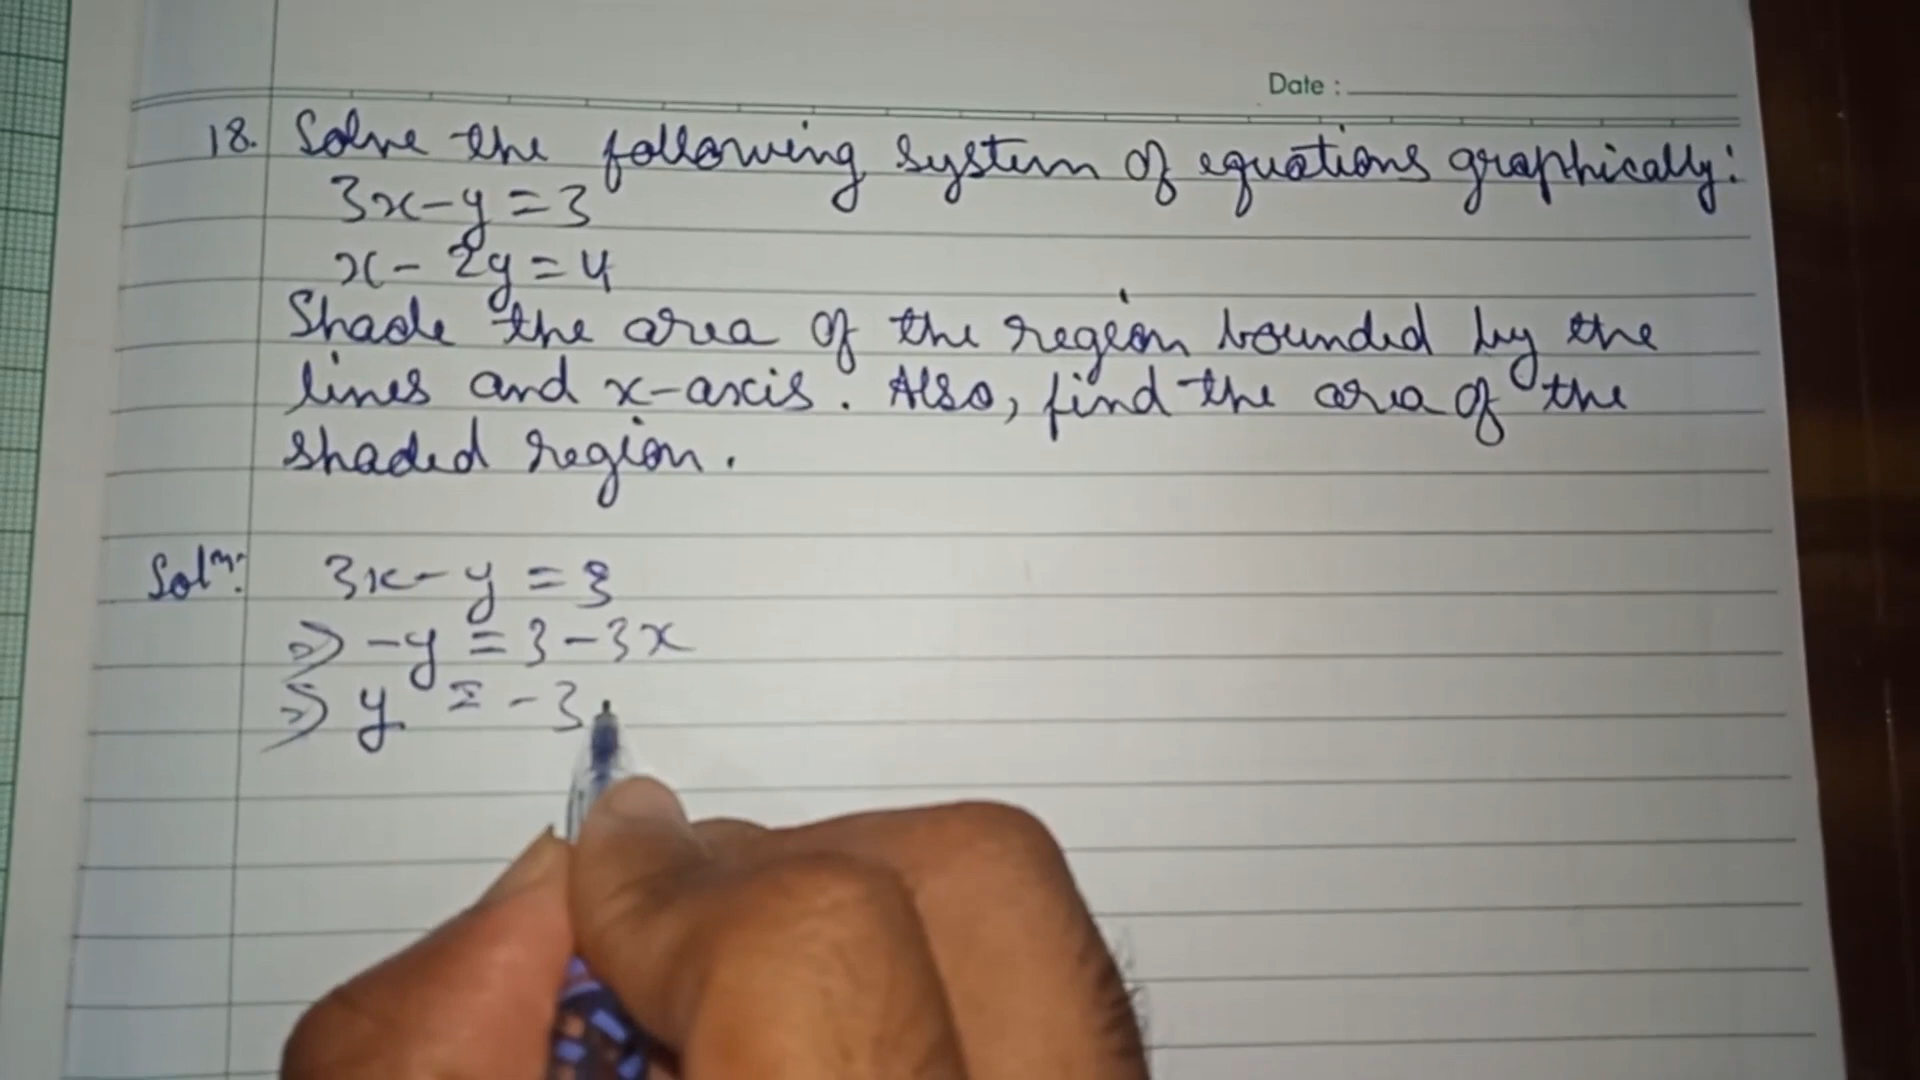 Date :
18. Solve the following system of equations graphically:
3x-y=3
x- 2y=4
Shade the area of the region bounded by the
lines and x-axis. Also, find the area of the
shaded region.
Solⁿ: 3x-y=3
⇒ -y = 3-3x
⇒ y = -3